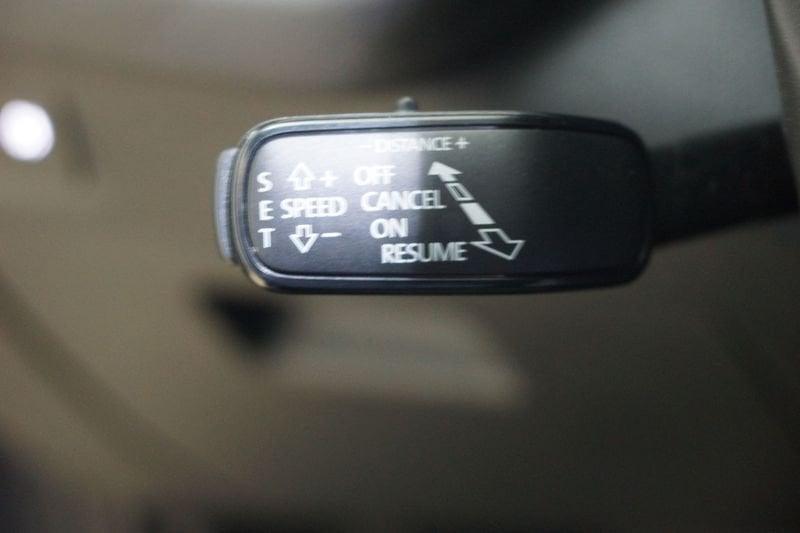 - DISTANCE +
S + OFF
E SPEED CANCEL
T - ON
RESUME